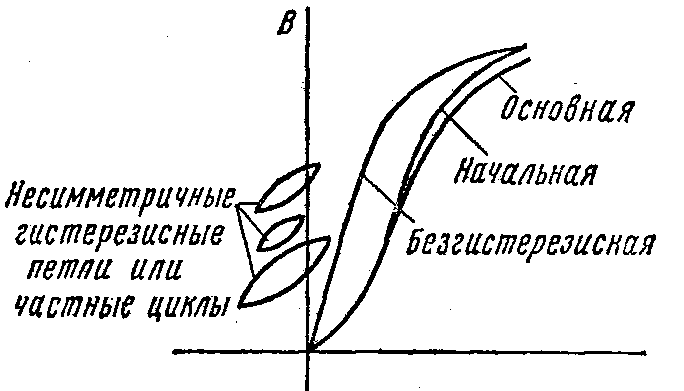 B
Основная
Начальная
Безгистерезисная
Несимметричные
гистерезисные
петли или
частные циклы